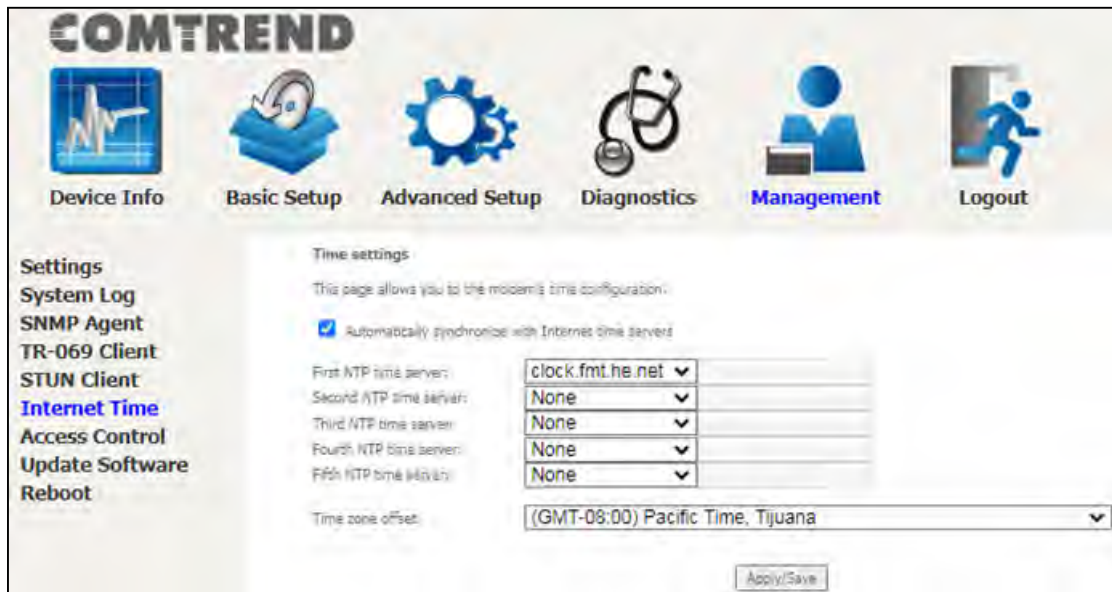 COMTREND
Device Info
Basic Setup
Advanced Setup
Diagnostics
Management
Logout
Settings
System Log
SNMP Agent
TR-069 Client
STUN Client
Internet Time
Access Control
Update Software
Reboot
Time settings
This page allows you to the modem's time configuration.
Automatically synchronize with Internet time servers
First NTP time server: clock.fmt.he.net
Second NTP time server: None
Third NTP time server: None
Fourth NTP time server: None
Fifth NTP time server: None
Time zone offset: (GMT-08:00) Pacific Time, Tijuana
Apply/Save